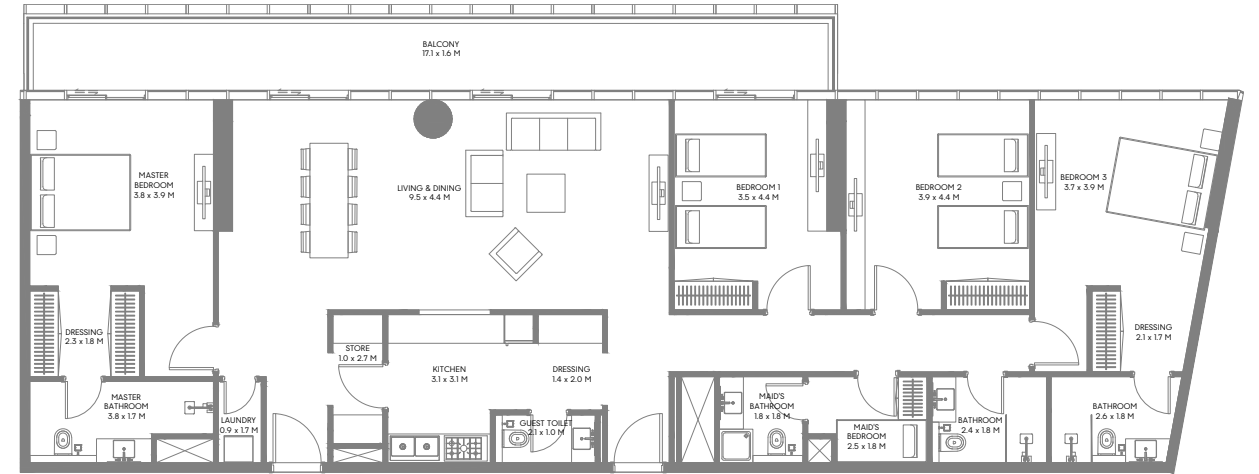 BALCONY
17.1 x 1.6 M
MASTER
BEDROOM
3.8 x 3.9 M
LIVING & DINING
9.5 x 4.4 M
BEDROOM 1
3.5 x 4.4 M
BEDROOM 2
3.9 x 4.4 M
BEDROOM 3
3.7 x 3.9 M
DRESSING
2.3 x 1.8 M
STORE
1.0 x 2.7 M
KITCHEN
3.1 x 3.1 M
DRESSING
1.4 x 2.0 M
DRESSING
2.1 x 1.7 M
MASTER
BATHROOM
3.8 x 1.7 M
LAUNDRY
0.9 x 1.7 M
GUEST TOILET
2.1 x 1.0 M
MAID'S
BATHROOM
1.8 x 1.8 M
MAID'S
BEDROOM
2.5 x 1.8 M
BATHROOM
2.4 x 1.8 M
BATHROOM
2.6 x 1.8 M